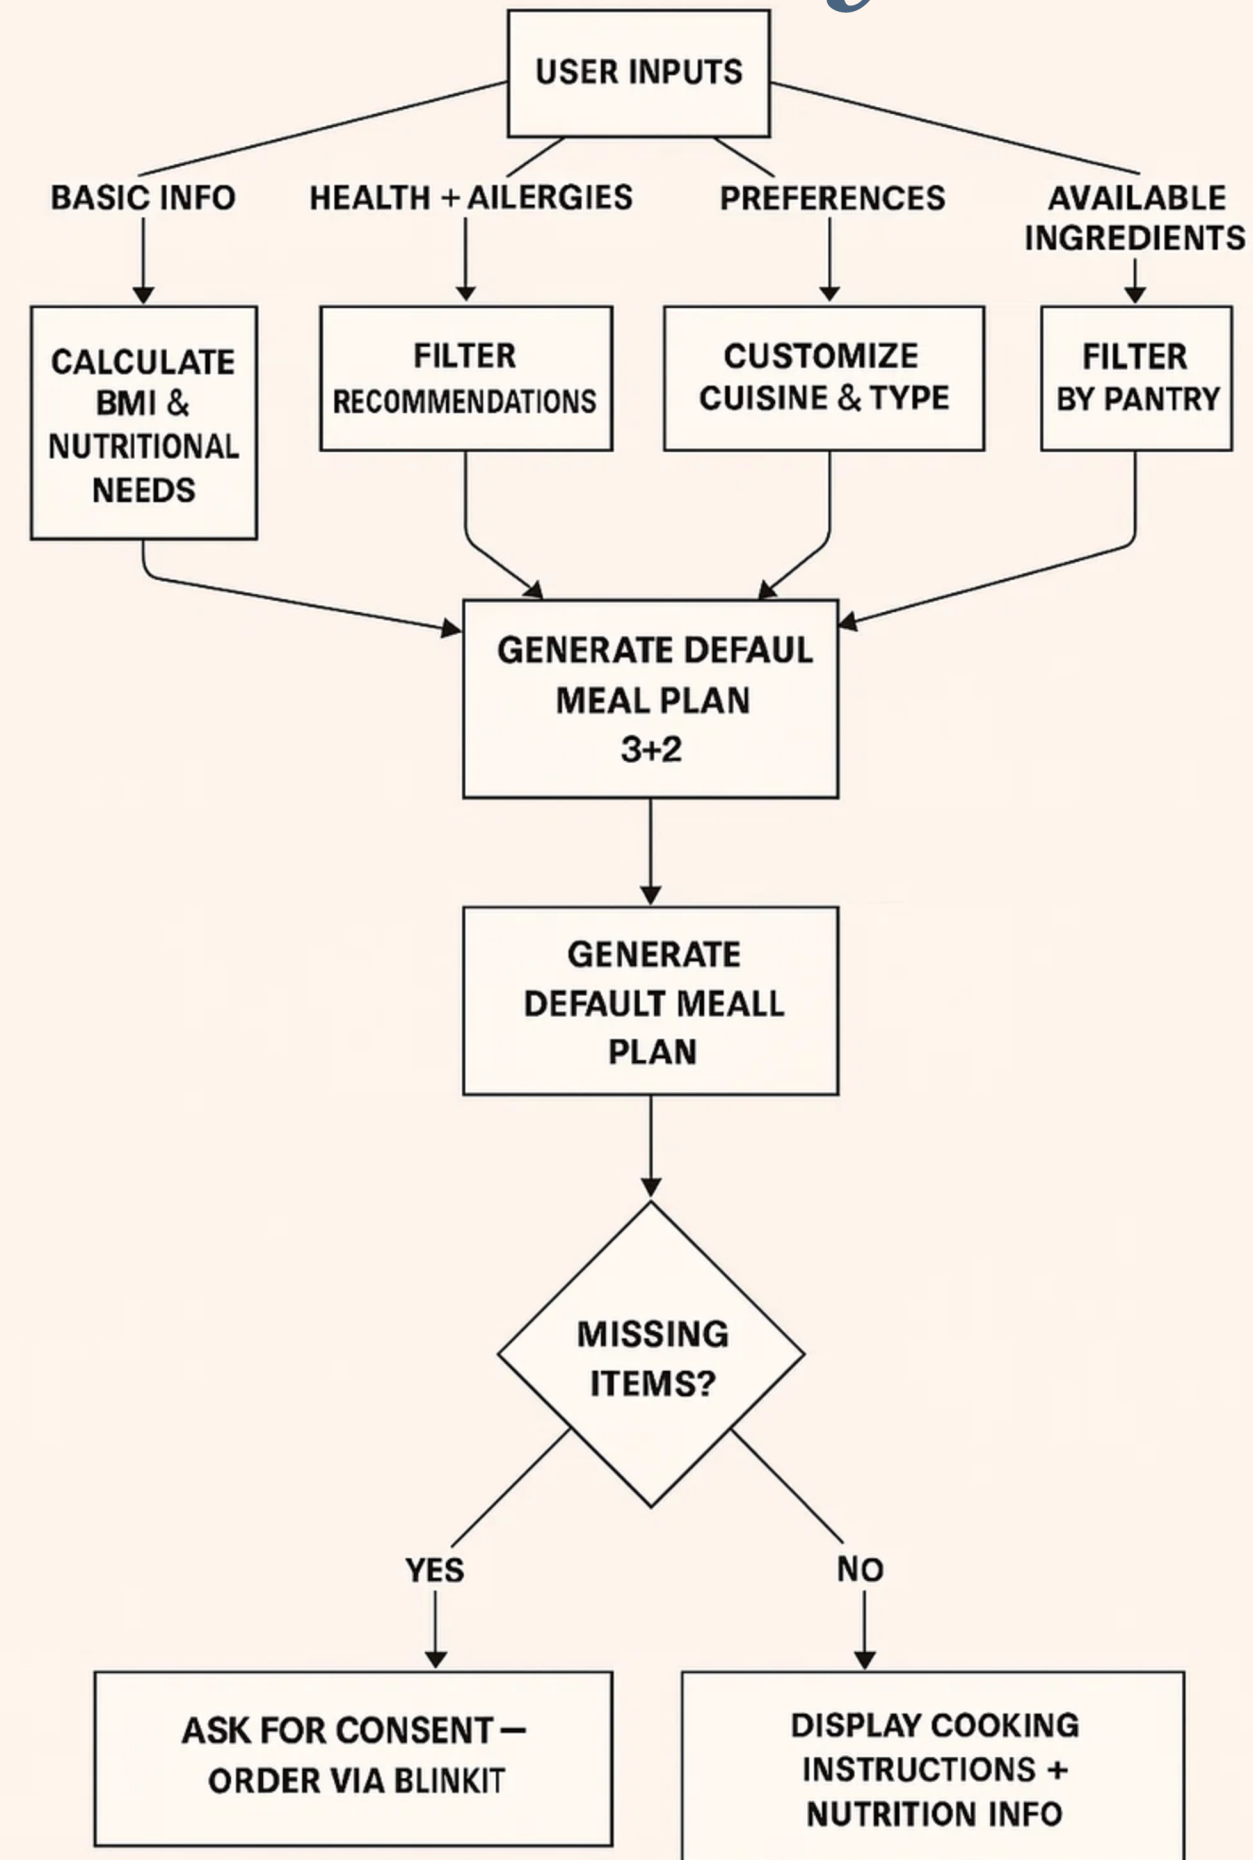 USER INPUTS
BASIC INFO
HEALTH + AILERGIES
PREFERENCES
AVAILABLE
INGREDIENTS
CALCULATE
BMI &
NUTRITIONAL
NEEDS
FILTER
RECOMMENDATIONS
CUSTOMIZE
CUISINE & TYPE
FILTER
BY PANTRY
GENERATE DEFAUL
MEAL PLAN
3+2
GENERATE
DEFAULT MEALL
PLAN
MISSING
ITEMS?
YES
NO
ASK FOR CONSENT —
ORDER VIA BLINKIT
DISPLAY COOKING
INSTRUCTIONS +
NUTRITION INFO